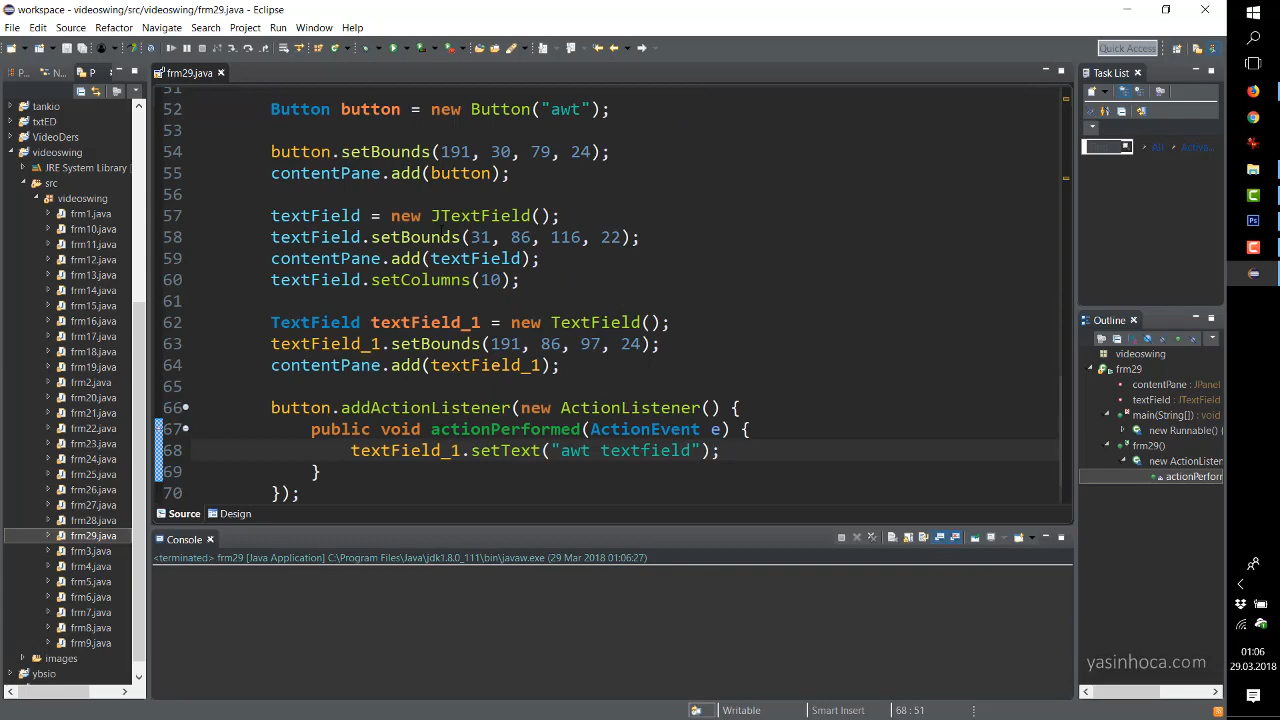 workspace - videoswing/src/videoswing/frm29.java - Eclipse
File Edit Source Refactor Navigate Search Project Run Window Help
Quick Access
P...
N...
P
frm29.java
Task List
tankio
txtED
VideoDers
videoswing
JRE System Library
src
videoswing
frm1.java
frm10.java
frm11.java
frm12.java
frm13.java
frm14.java
frm15.java
frm16.java
frm17.java
frm18.java
frm19.java
frm2.java
frm20.java
frm21.java
frm22.java
frm23.java
frm24.java
frm25.java
frm26.java
frm27.java
frm28.java
frm29.java
frm3.java
frm4.java
frm5.java
frm6.java
frm7.java
frm8.java
frm9.java
images
ybsio
51
52 Button button = new Button("awt");
53
54 button.setBounds(191, 30, 79, 24);
55 contentPane.add(button);
56
57 textField = new JTextField();
58 textField.setBounds(31, 86, 116, 22);
59 contentPane.add(textField);
60 textField.setColumns(10);
61
62 TextField textField_1 = new TextField();
63 textField_1.setBounds(191, 86, 97, 24);
64 contentPane.add(textField_1);
65
66 button.addActionListener(new ActionListener() {
67 public void actionPerformed(ActionEvent e) {
68 textField_1.setText("awt textfield");
69 }
70 });
Source Design
Console
<terminated> frm29 [Java Application] C:\Program Files\Java\jdk1.8.0_111\bin\javaw.exe (29 Mar 2018 01:06:27)
All
Activa...
Outline
videoswing
frm29
contentPane : JPanel
textField : JTextField
main(String[]) : void
new Runnable() {...
frm29()
new ActionListen
actionPerform
yasinhoca.com
Writable
Smart Insert
68 : 51
01:06
29.03.2018